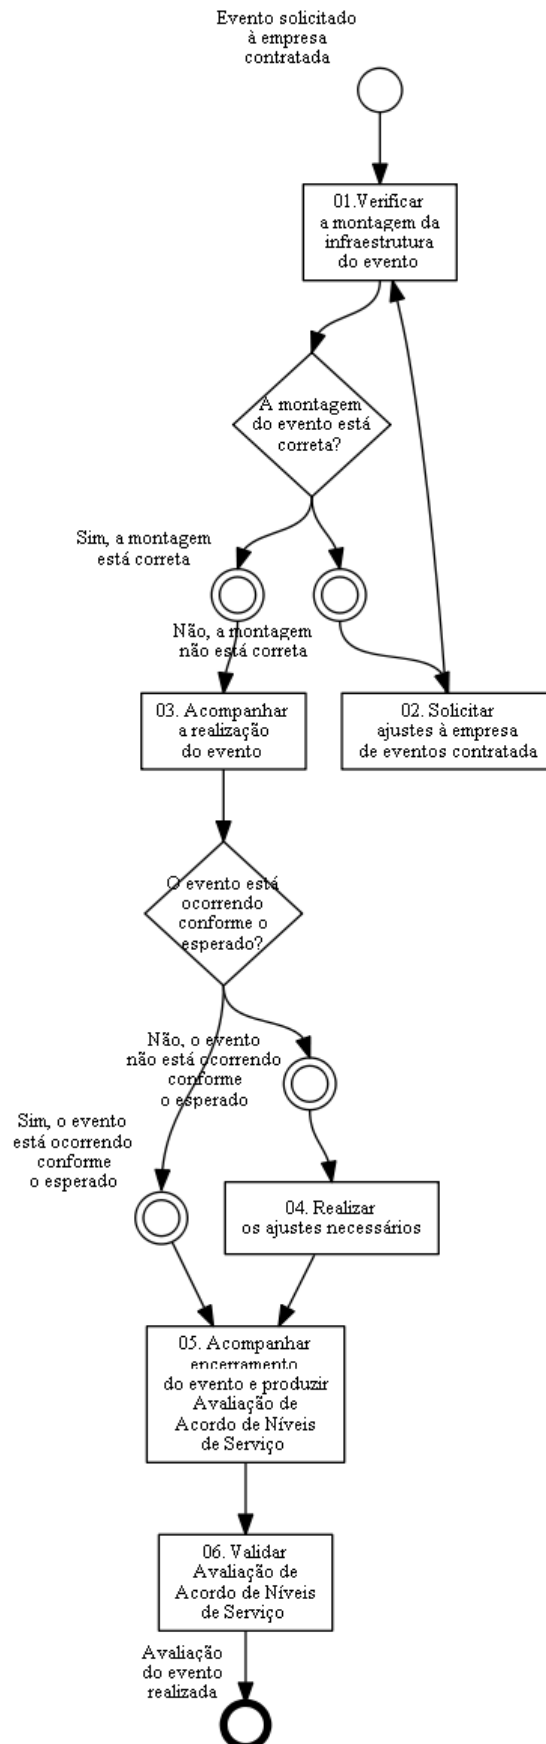 Evento solicitado
à empresa
contratada
01.Verificar
a montagem da
infraestrutura
do evento
A montagem
do evento está
correta?
Sim, a montagem
está correta
Não, a montagem
não está correta
03. Acompanhar
a realização
do evento
02. Solicitar
ajustes à empresa
de eventos contratada
O evento está
ocorrendo
conforme o
esperado?
Não, o evento
não está ocorrendo
conforme
o esperado
Sim, o evento
está ocorrendo
conforme
o esperado
04. Realizar
os ajustes necessários
05. Acompanhar
encerramento
do evento e produzir
Avaliação de
Acordo de Níveis
de Serviço
06. Validar
Avaliação de
Acordo de Níveis
de Serviço
Avaliação
do evento
realizada